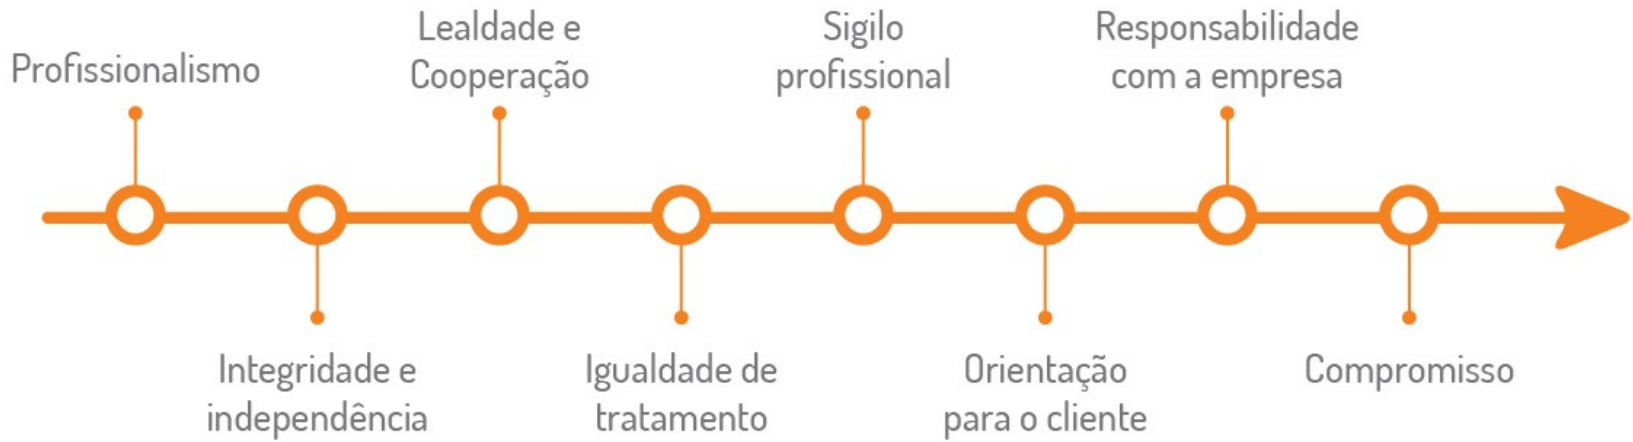 Profissionalismo
Integridade e
independência
Lealdade e
Cooperação
Igualdade de
tratamento
Sigilo
profissional
Orientação
para o cliente
Responsabilidade
com a empresa
Compromisso